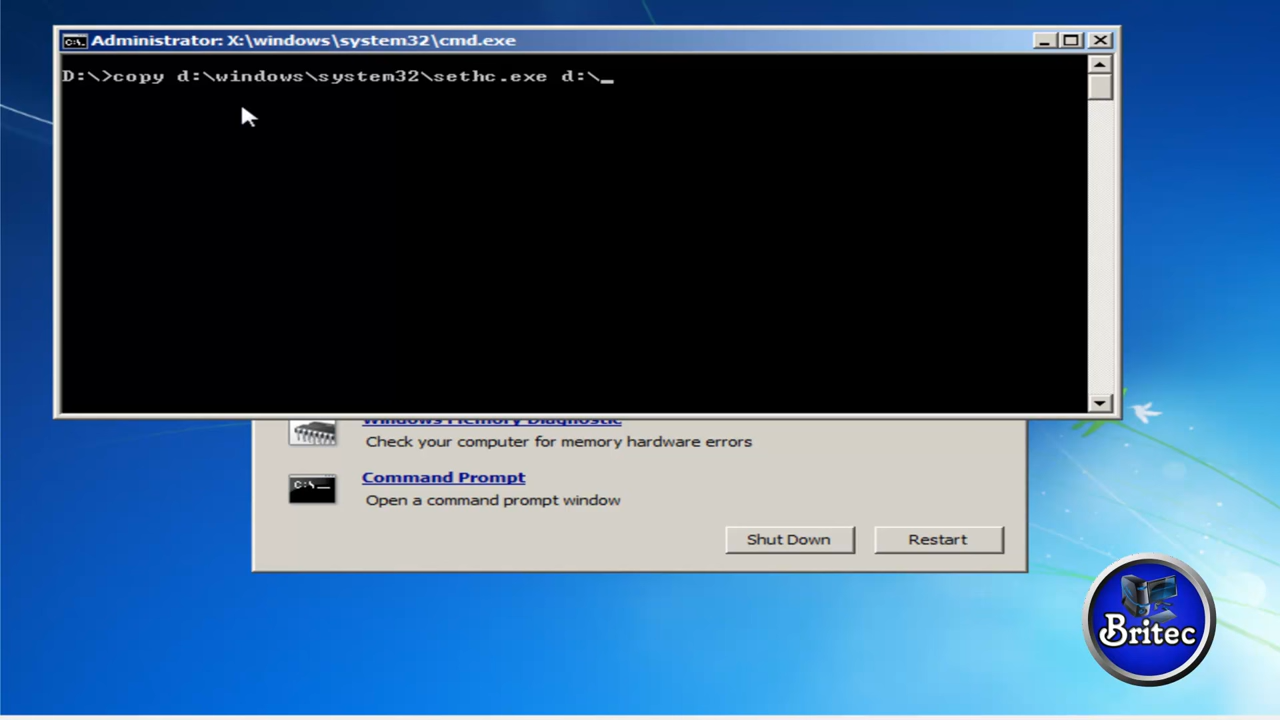 Administrator: X:\windows\system32\cmd.exe
D:\>copy d:\windows\system32\sethc.exe d:\_
Windows Memory Diagnostic
Check your computer for memory hardware errors
C:\
Command Prompt
Open a command prompt window
Shut Down
Restart
Britec